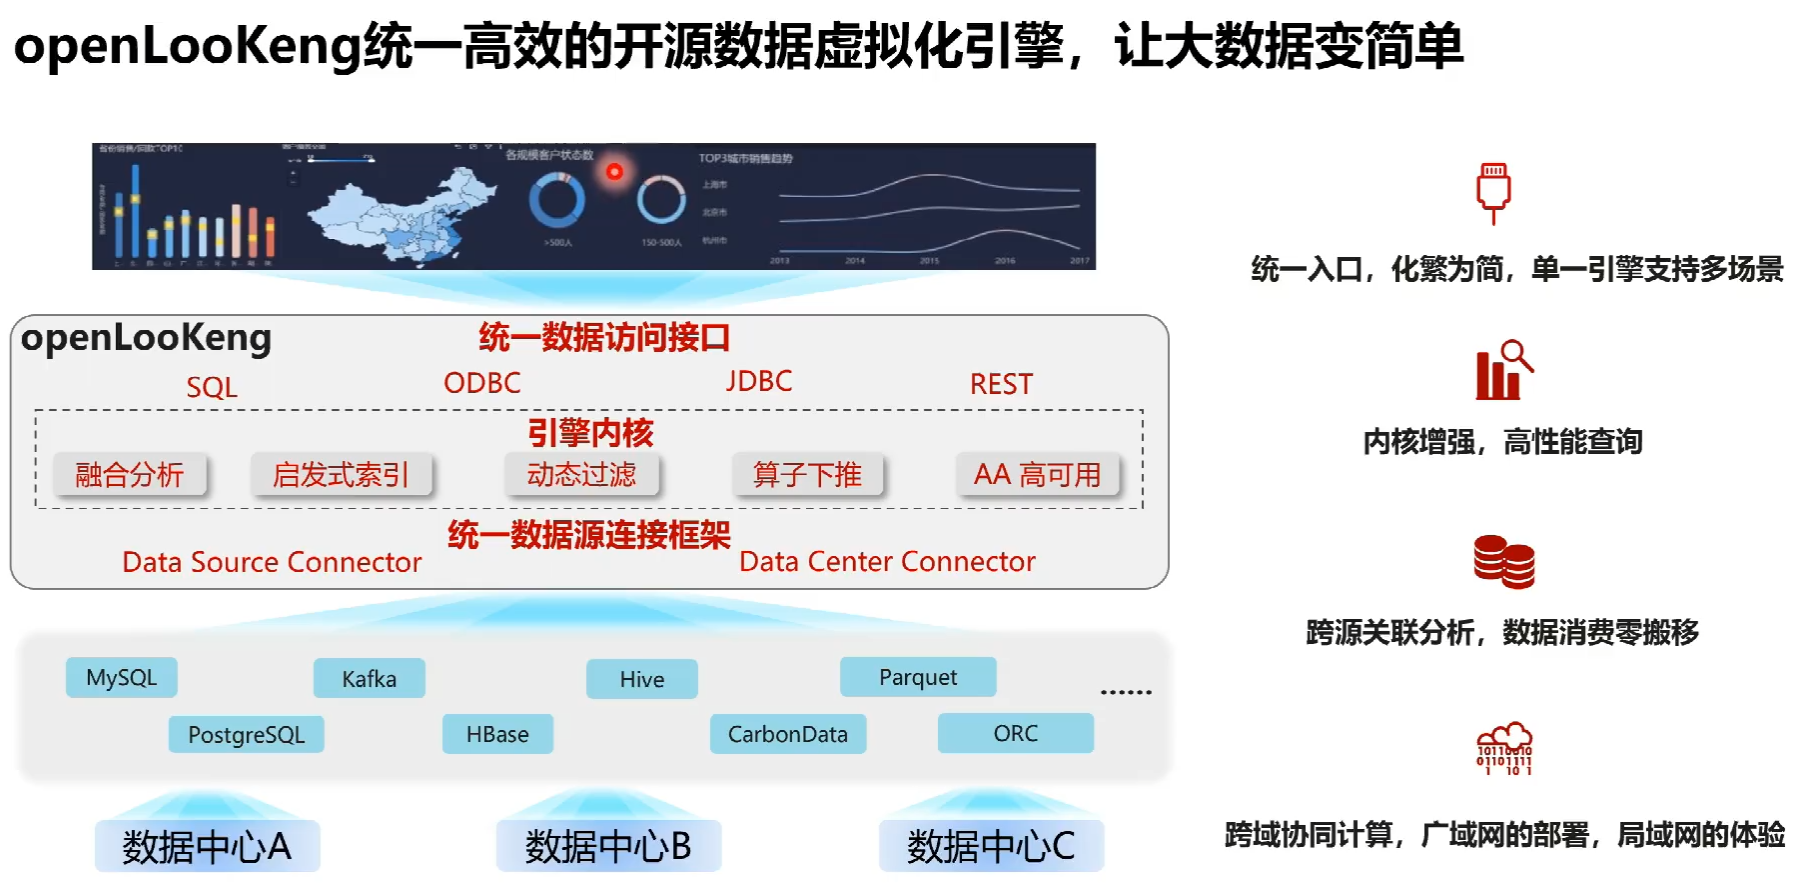 openLooKeng统一高效的开源数据虚拟化引擎，让大数据变简单
各规模客户状态数
TOP3城市销售趋势
上海市
北京市
杭州市
>500人
150-500人
2013
2014
2015
2016
2017
openLooKeng
统一数据访问接口
SQL
ODBC
JDBC
REST
引擎内核
融合分析
启发式索引
动态过滤
算子下推
AA 高可用
统一数据源连接框架
Data Source Connector
Data Center Connector
MySQL
Kafka
Hive
Parquet
......
PostgreSQL
HBase
CarbonData
ORC
数据中心A
数据中心B
数据中心C
统一入口，化繁为简，单一引擎支持多场景
内核增强，高性能查询
跨源关联分析，数据消费零搬移
跨域协同计算，广域网的部署，局域网的体验